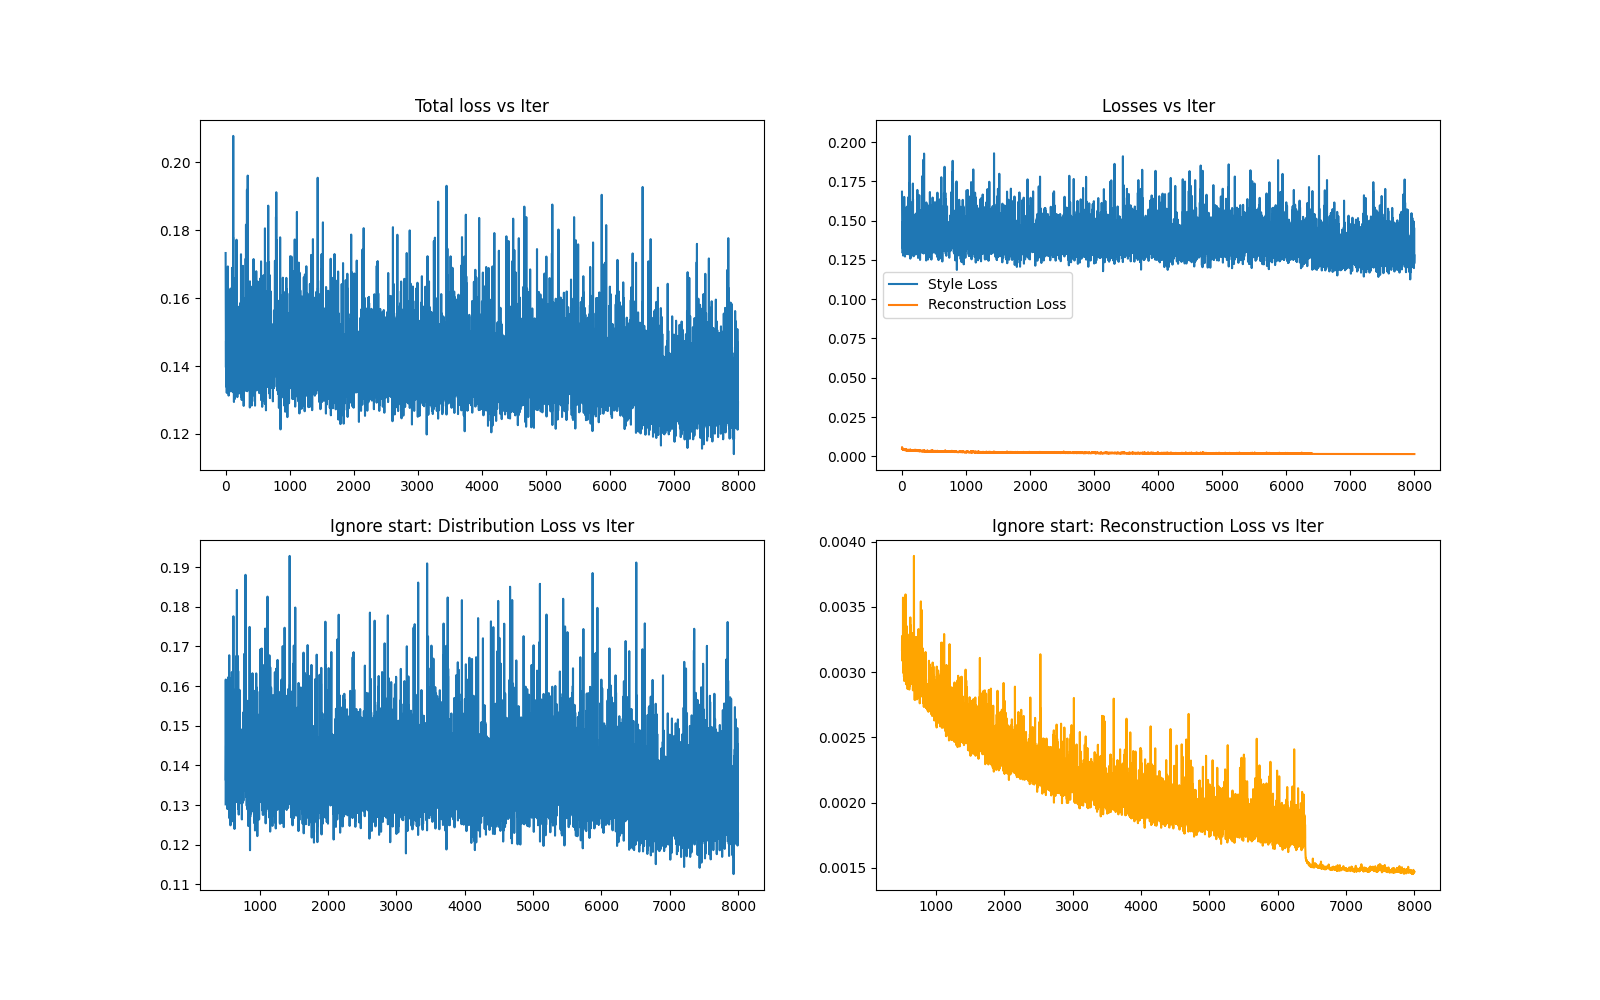 Total loss vs Iter
0.20
0.18
0.16
0.14
0.12
0 1000 2000 3000 4000 5000 6000 7000 8000
Losses vs Iter
0.200
0.175
0.150
0.125
0.100
0.075
0.050
0.025
0.000
Style Loss
Reconstruction Loss
0 1000 2000 3000 4000 5000 6000 7000 8000
Ignore start: Distribution Loss vs Iter
0.19
0.18
0.17
0.16
0.15
0.14
0.13
0.12
0.11
1000 2000 3000 4000 5000 6000 7000 8000
Ignore start: Reconstruction Loss vs Iter
0.0040
0.0035
0.0030
0.0025
0.0020
0.0015
1000 2000 3000 4000 5000 6000 7000 8000